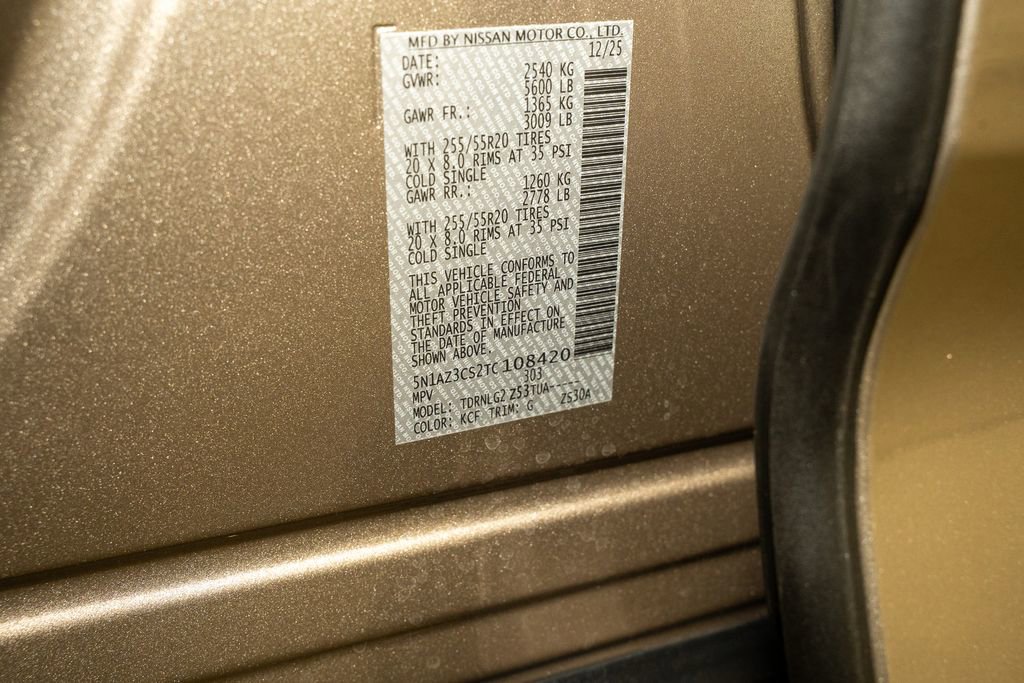 MFD BY NISSAN MOTOR CO., LTD.
DATE: 12/25
GVWR: 2540 KG
5600 LB
GAWR FR.: 1365 KG
3009 LB
WITH 255/55R20 TIRES
20 X 8.0 RIMS AT 35 PSI
COLD SINGLE
GAWR RR.: 1260 KG
2778 LB
WITH 255/55R20 TIRES
20 X 8.0 RIMS AT 35 PSI
COLD SINGLE
THIS VEHICLE CONFORMS TO
ALL APPLICABLE FEDERAL
MOTOR VEHICLE SAFETY AND
THEFT PREVENTION
STANDARDS IN EFFECT ON
THE DATE OF MANUFACTURE
SHOWN ABOVE.
5N1AZ3CS2TC108420
MPV 303
MODEL: TDRNLG2 Z53TUA-----
COLOR: KCF TRIM: G Z530A